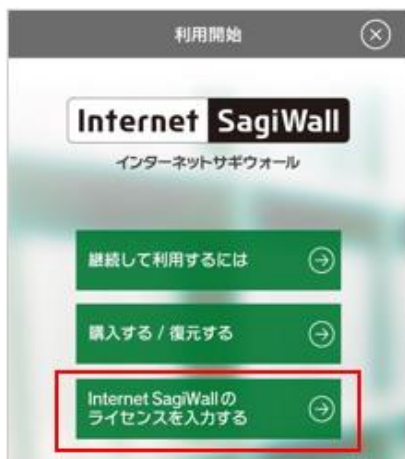 利用開始
Internet SagiWall
インターネットサギウォール
継続して利用するには
購入する / 復元する
Internet SagiWallの
ライセンスを入力する